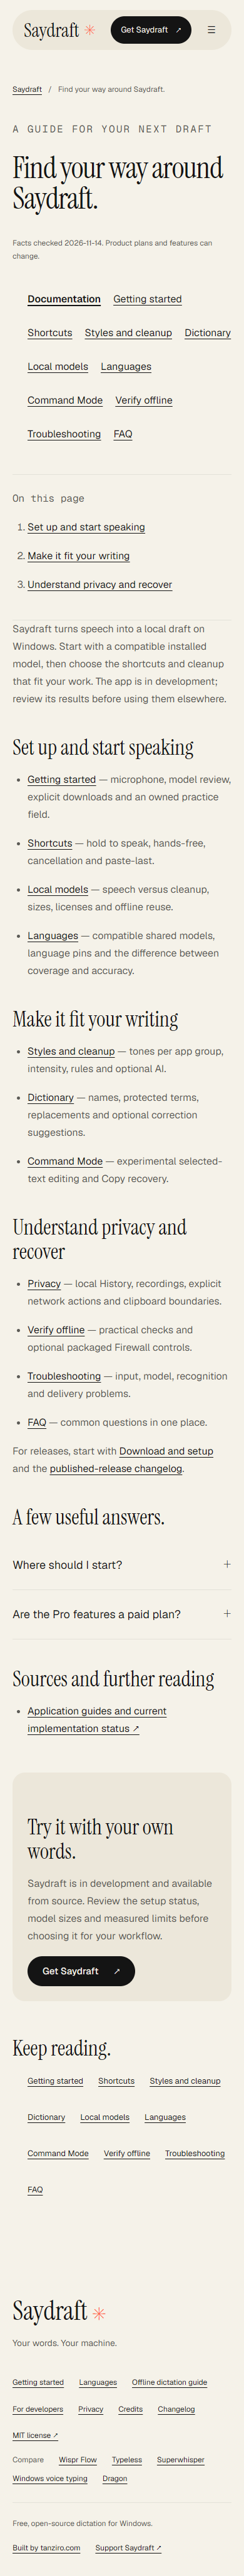 Saydraft
Get Saydraft ↗
Saydraft / Find your way around Saydraft.
A GUIDE FOR YOUR NEXT DRAFT
Find your way around
Saydraft.
Facts checked 2026-11-14. Product plans and features can
change.
Documentation Getting started
Shortcuts Styles and cleanup Dictionary
Local models Languages
Command Mode Verify offline
Troubleshooting FAQ
On this page
1. Set up and start speaking
2. Make it fit your writing
3. Understand privacy and recover
Saydraft turns speech into a local draft on
Windows. Start with a compatible installed
model, then choose the shortcuts and cleanup
that fit your work. The app is in development;
review its results before using them elsewhere.
Set up and start speaking
• Getting started — microphone, model review,
explicit downloads and an owned practice
field.
• Shortcuts — hold to speak, hands-free,
cancellation and paste-last.
• Local models — speech versus cleanup,
sizes, licenses and offline reuse.
• Languages — compatible shared models,
language pins and the difference between
coverage and accuracy.
Make it fit your writing
• Styles and cleanup — tones per app group,
intensity, rules and optional AI.
• Dictionary — names, protected terms,
replacements and optional correction
suggestions.
• Command Mode — experimental selected-
text editing and Copy recovery.
Understand privacy and
recover
• Privacy — local History, recordings, explicit
network actions and clipboard boundaries.
• Verify offline — practical checks and
optional packaged Firewall controls.
• Troubleshooting — input, model, recognition
and delivery problems.
• FAQ — common questions in one place.
For releases, start with Download and setup
and the published-release changelog.
A few useful answers.
Where should I start? +
Are the Pro features a paid plan? +
Sources and further reading
• Application guides and current
implementation status ↗
Try it with your own
words.
Saydraft is in development and available
from source. Review the setup status,
model sizes and measured limits before
choosing it for your workflow.
Get Saydraft ↗
Keep reading.
Getting started Shortcuts Styles and cleanup
Dictionary Local models Languages
Command Mode Verify offline Troubleshooting
FAQ
Saydraft
Your words. Your machine.
Getting started Languages Offline dictation guide
For developers Privacy Credits Changelog
MIT license ↗
Compare Wispr Flow Typeless Superwhisper
Windows voice typing Dragon
Free, open-source dictation for Windows.
Built by tanziro.com Support Saydraft ↗